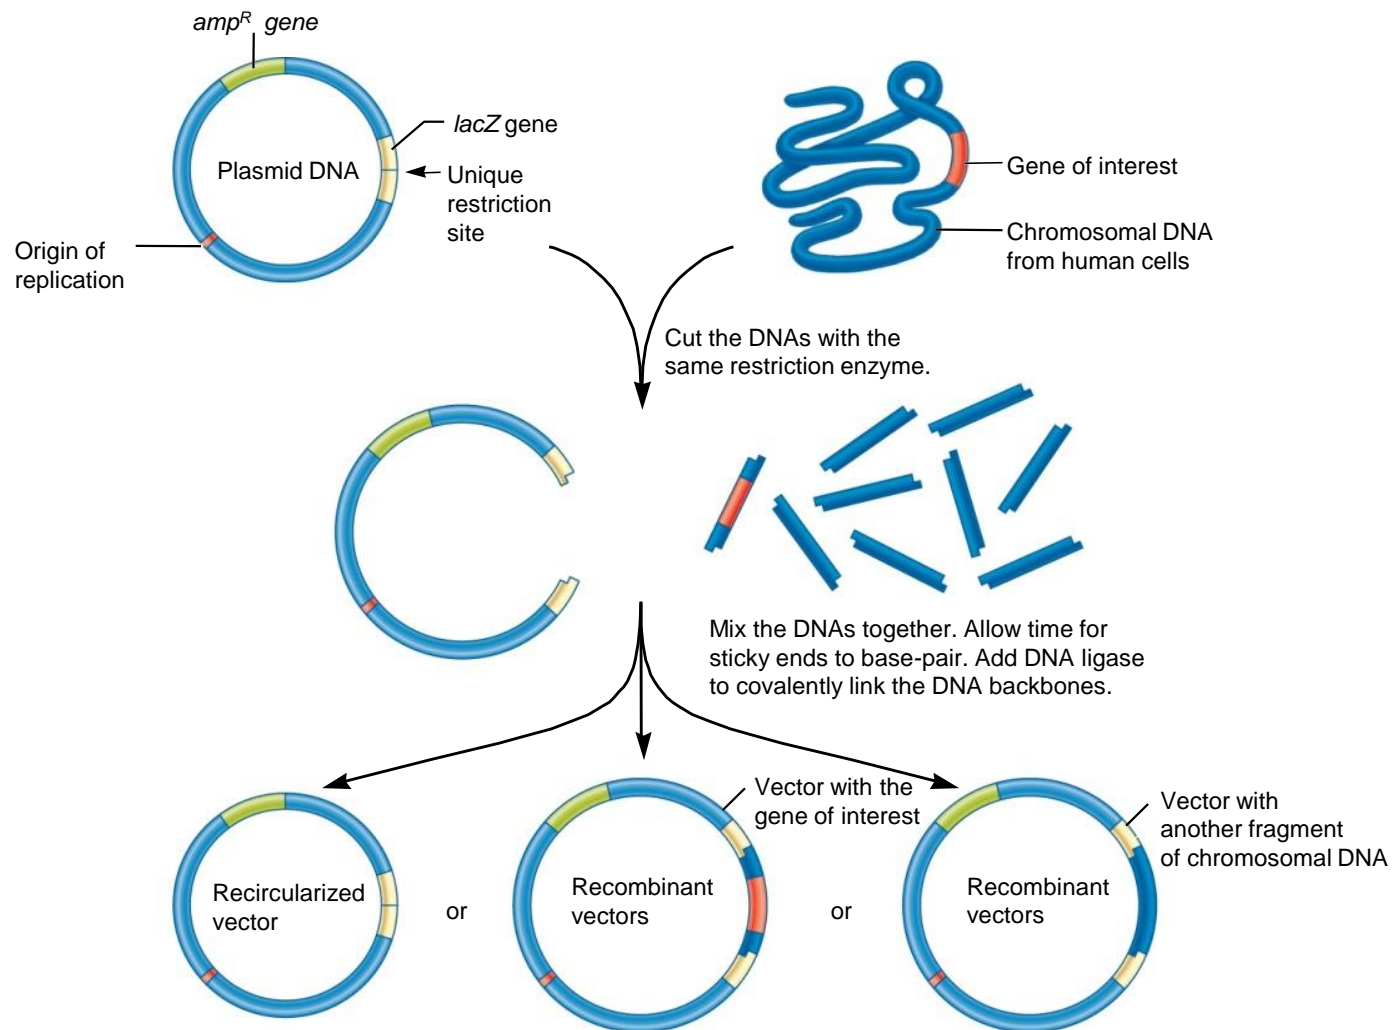 ampR gene
lacZ gene
Plasmid DNA
Unique
restriction
site
Origin of
replication
Gene of interest
Chromosomal DNA
from human cells
Cut the DNAs with the
same restriction enzyme.
Mix the DNAs together. Allow time for
sticky ends to base-pair. Add DNA ligase
to covalently link the DNA backbones.
Vector with the
gene of interest
Vector with
another fragment
of chromosomal DNA
Recircularized
vector
or
Recombinant
vectors
or
Recombinant
vectors